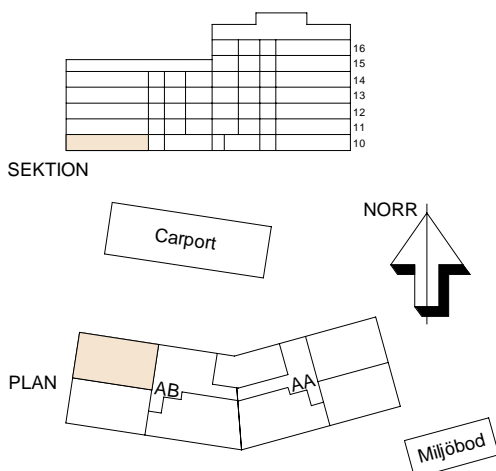 16
15
14
13
12
11
10
SEKTION
NORR
Carport
PLAN
AB
AA
Miljöbod